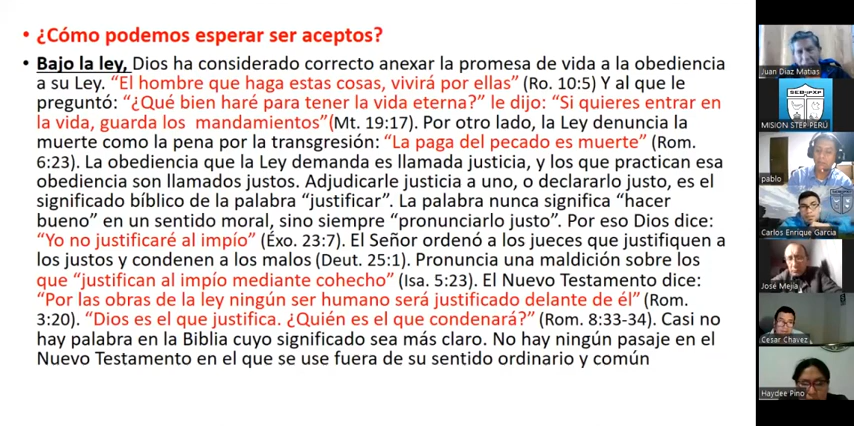 • ¿Cómo podemos esperar ser aceptos?
• Bajo la ley, Dios ha considerado correcto anexar la promesa de vida a la obediencia
a su Ley. “El hombre que haga estas cosas, vivirá por ellas” (Ro. 10:5) Y al que le
preguntó: “¿Qué bien haré para tener la vida eterna?” le dijo: “Si quieres entrar en
la vida, guarda los mandamientos”(Mt. 19:17). Por otro lado, la Ley denuncia la
muerte como la pena por la transgresión: “La paga del pecado es muerte” (Rom.
6:23). La obediencia que la Ley demanda es llamada justicia, y los que practican esa
obediencia son llamados justos. Adjudicarle justicia a uno, o declararlo justo, es el
significado bíblico de la palabra “justificar”. La palabra nunca significa “hacer
bueno” en un sentido moral, sino siempre “pronunciarlo justo”. Por eso Dios dice:
“Yo no justificaré al impío” (Éxo. 23:7). El Señor ordenó a los jueces que justifiquen a
los justos y condenen a los malos (Deut. 25:1). Pronuncia una maldición sobre los
que “justifican al impío mediante cohecho” (Isa. 5:23). El Nuevo Testamento dice:
“Por las obras de la ley ningún ser humano será justificado delante de él” (Rom.
3:20). “Dios es el que justifica. ¿Quién es el que condenará?” (Rom. 8:33-34). Casi no
hay palabra en la Biblia cuyo significado sea más claro. No hay ningún pasaje en el
Nuevo Testamento en el que se use fuera de su sentido ordinario y común
Juan Diaz Matias
MISION STEP PERÚ
pablo
Carlos Enrique Garcia
José Mejía
Cesar Chavez
Haydee Pino